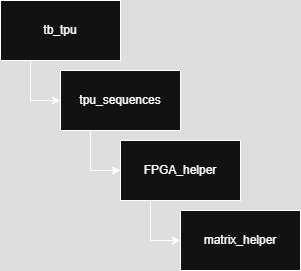 tb_tpu
tpu_sequences
FPGA_helper
matrix_helper